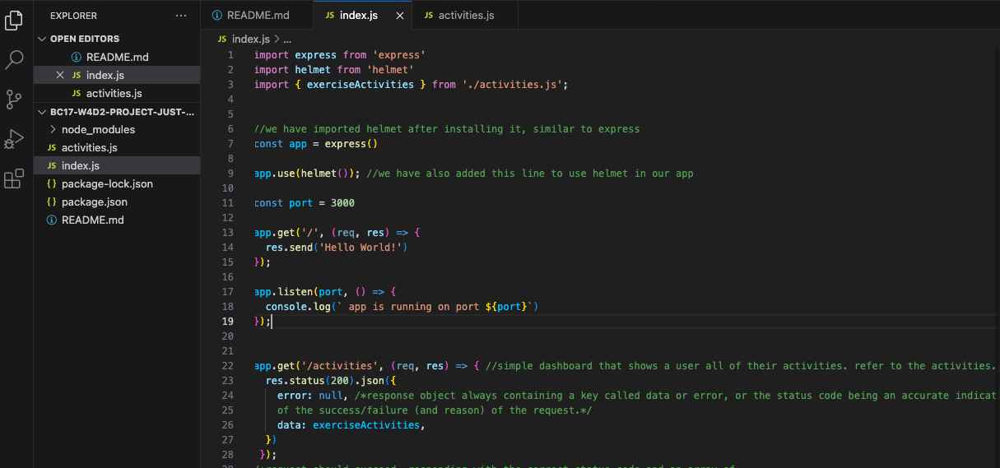 EXPLORER
OPEN EDITORS
README.md
index.js
activities.js
BC17-W4D2-PROJECT-JUST-...
node_modules
activities.js
index.js
package-lock.json
package.json
README.md
README.md
index.js
activities.js
index.js > ...
1 import express from 'express'
2 import helmet from 'helmet'
3 import { exerciseActivities } from './activities.js';
4
5
6 //we have imported helmet after installing it, similar to express
7 const app = express()
8
9 app.use(helmet()); //we have also added this line to use helmet in our app
10
11 const port = 3000
12
13 app.get('/', (req, res) => {
14 res.send('Hello World!')
15 });
16
17 app.listen(port, () => {
18 console.log(` app is running on port ${port}`)
19 });
20
21
22 app.get('/activities', (req, res) => { //simple dashboard that shows a user all of their activities. refer to the activities.
23 res.status(200).json({
24 error: null, /*response object always containing a key called data or error, or the status code being an accurate indicat
25 of the success/failure (and reason) of the request.*/
26 data: exerciseActivities,
27 })
28 });